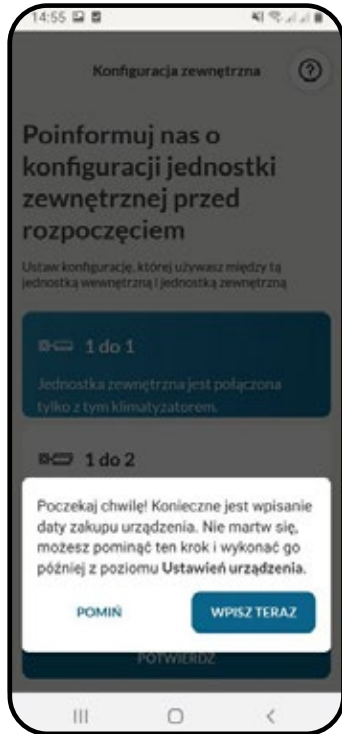 14:55
Konfiguracja zewnętrzna
Poinformuj nas o
konfiguracji jednostki
zewnętrznej przed
rozpoczęciem
Ustaw konfigurację, której używasz między tą
jednostką wewnętrzną i jednostką zewnętrzną
1 do 1
Jednostka zewnętrzna jest połączona
tylko z tym klimatyzatorem.
1 do 2
Poczekaj chwilę! Konieczne jest wpisanie
daty zakupu urządzenia. Nie martw się,
możesz pominąć ten krok i wykonać go
później z poziomu Ustawień urządzenia.
POMIŃ WPISZ TERAZ
POTWIERDŹ